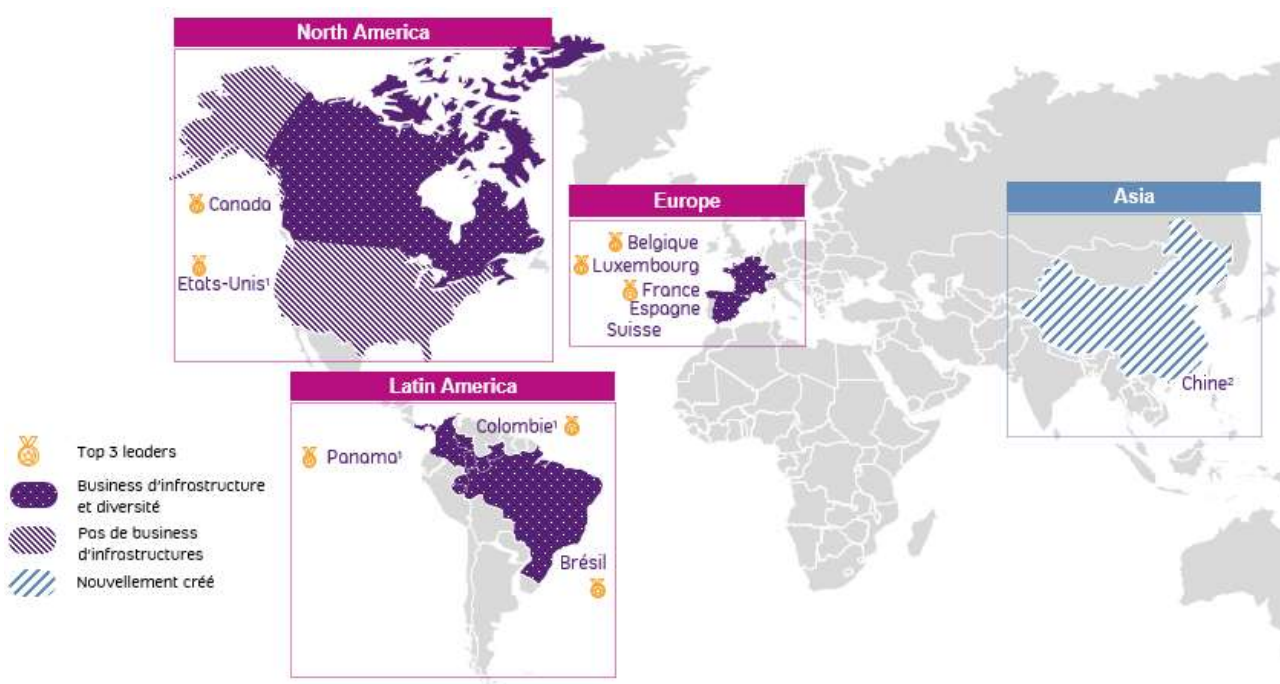 North America
Canada
Etats-Unis¹
Europe
Belgique
Luxembourg
France
Espagne
Suisse
Asia
Chine²
Latin America
Colombie¹
Panama¹
Brésil
Top 3 leaders
Business d'infrastructure
et diversité
Pas de business
d'infrastructures
Nouvellement créé